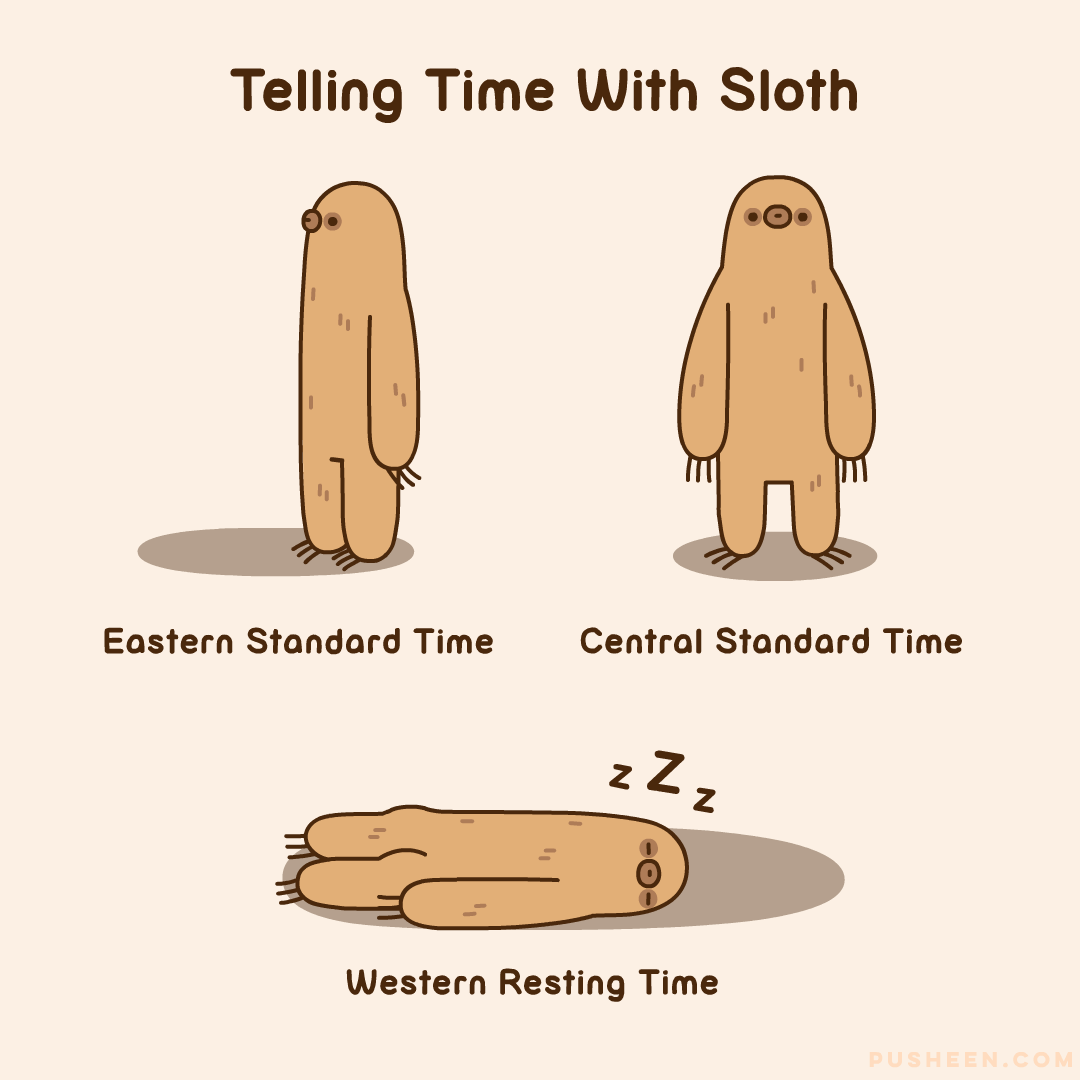 Telling Time With Sloth
Eastern Standard Time
Central Standard Time
z Z z
Western Resting Time
PUSHEEN.COM